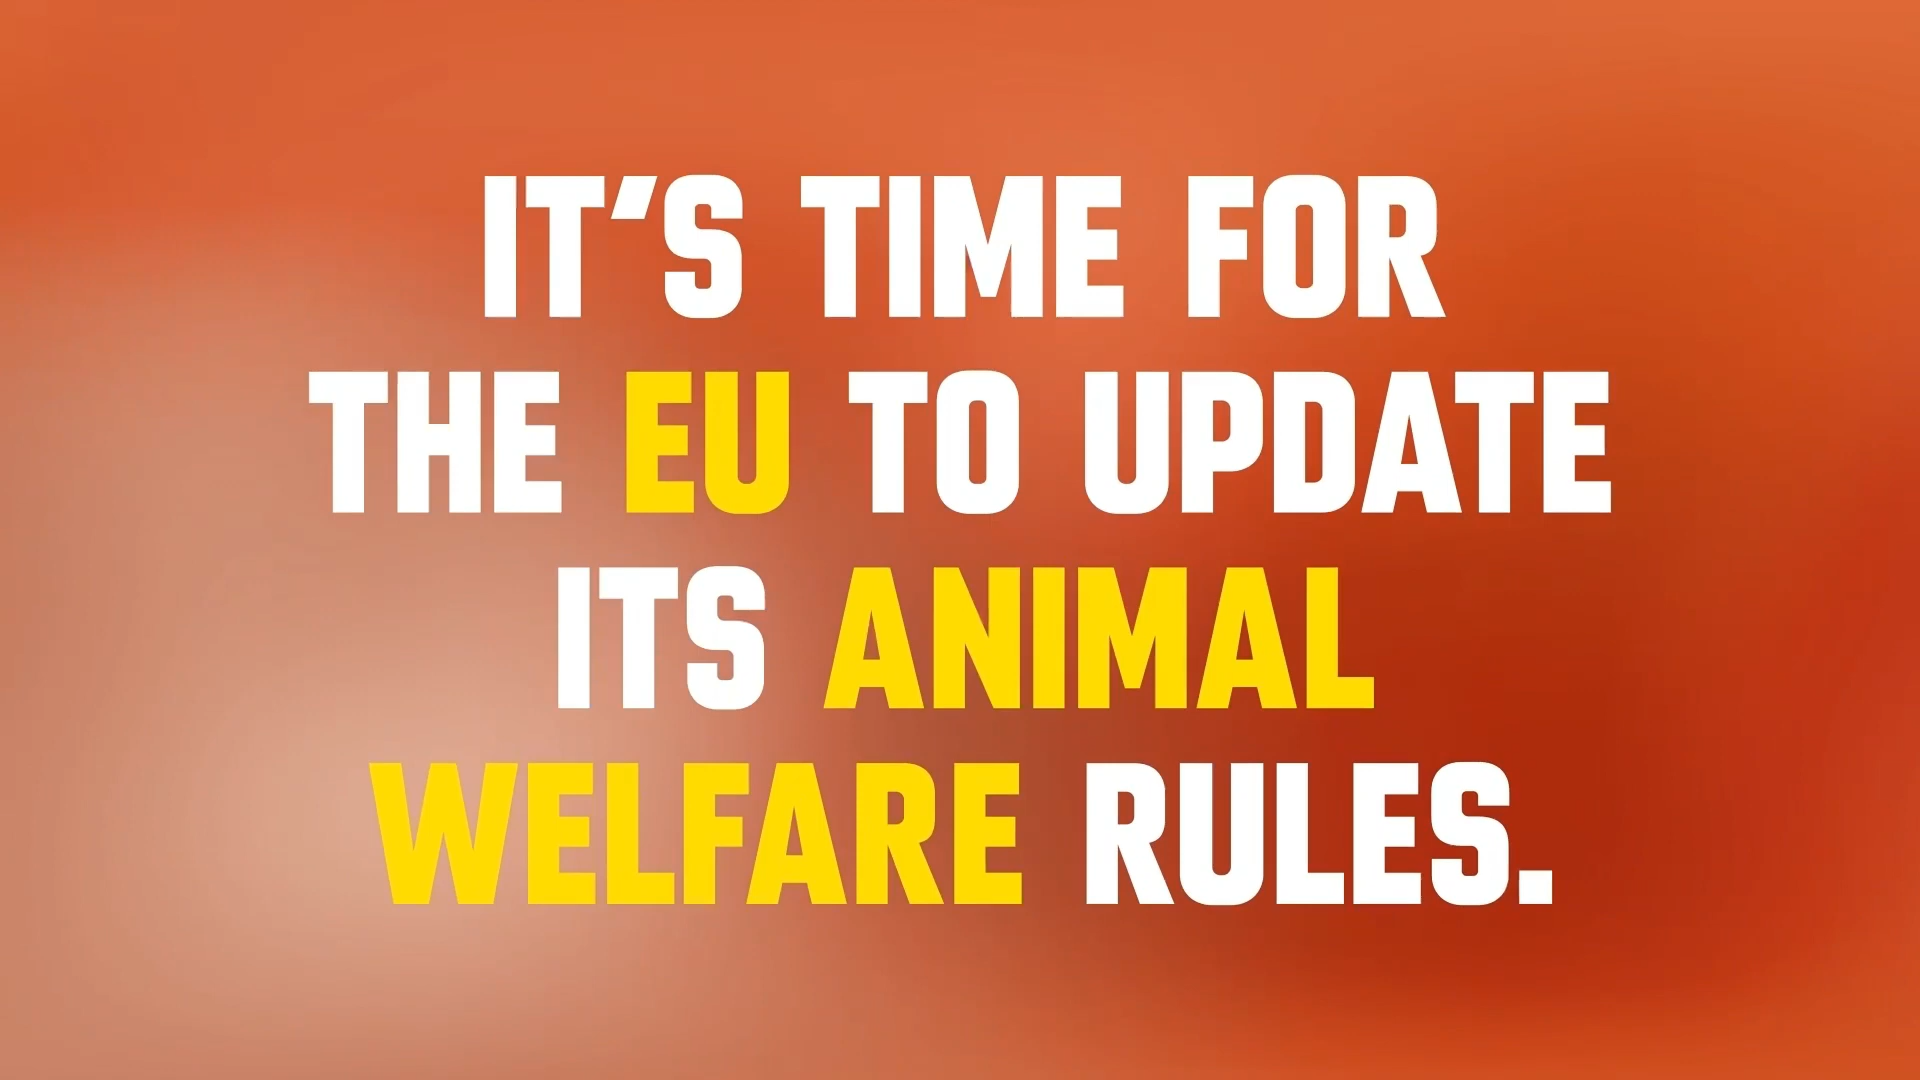 IT’S TIME FOR
THE EU TO UPDATE
ITS ANIMAL
WELFARE RULES.